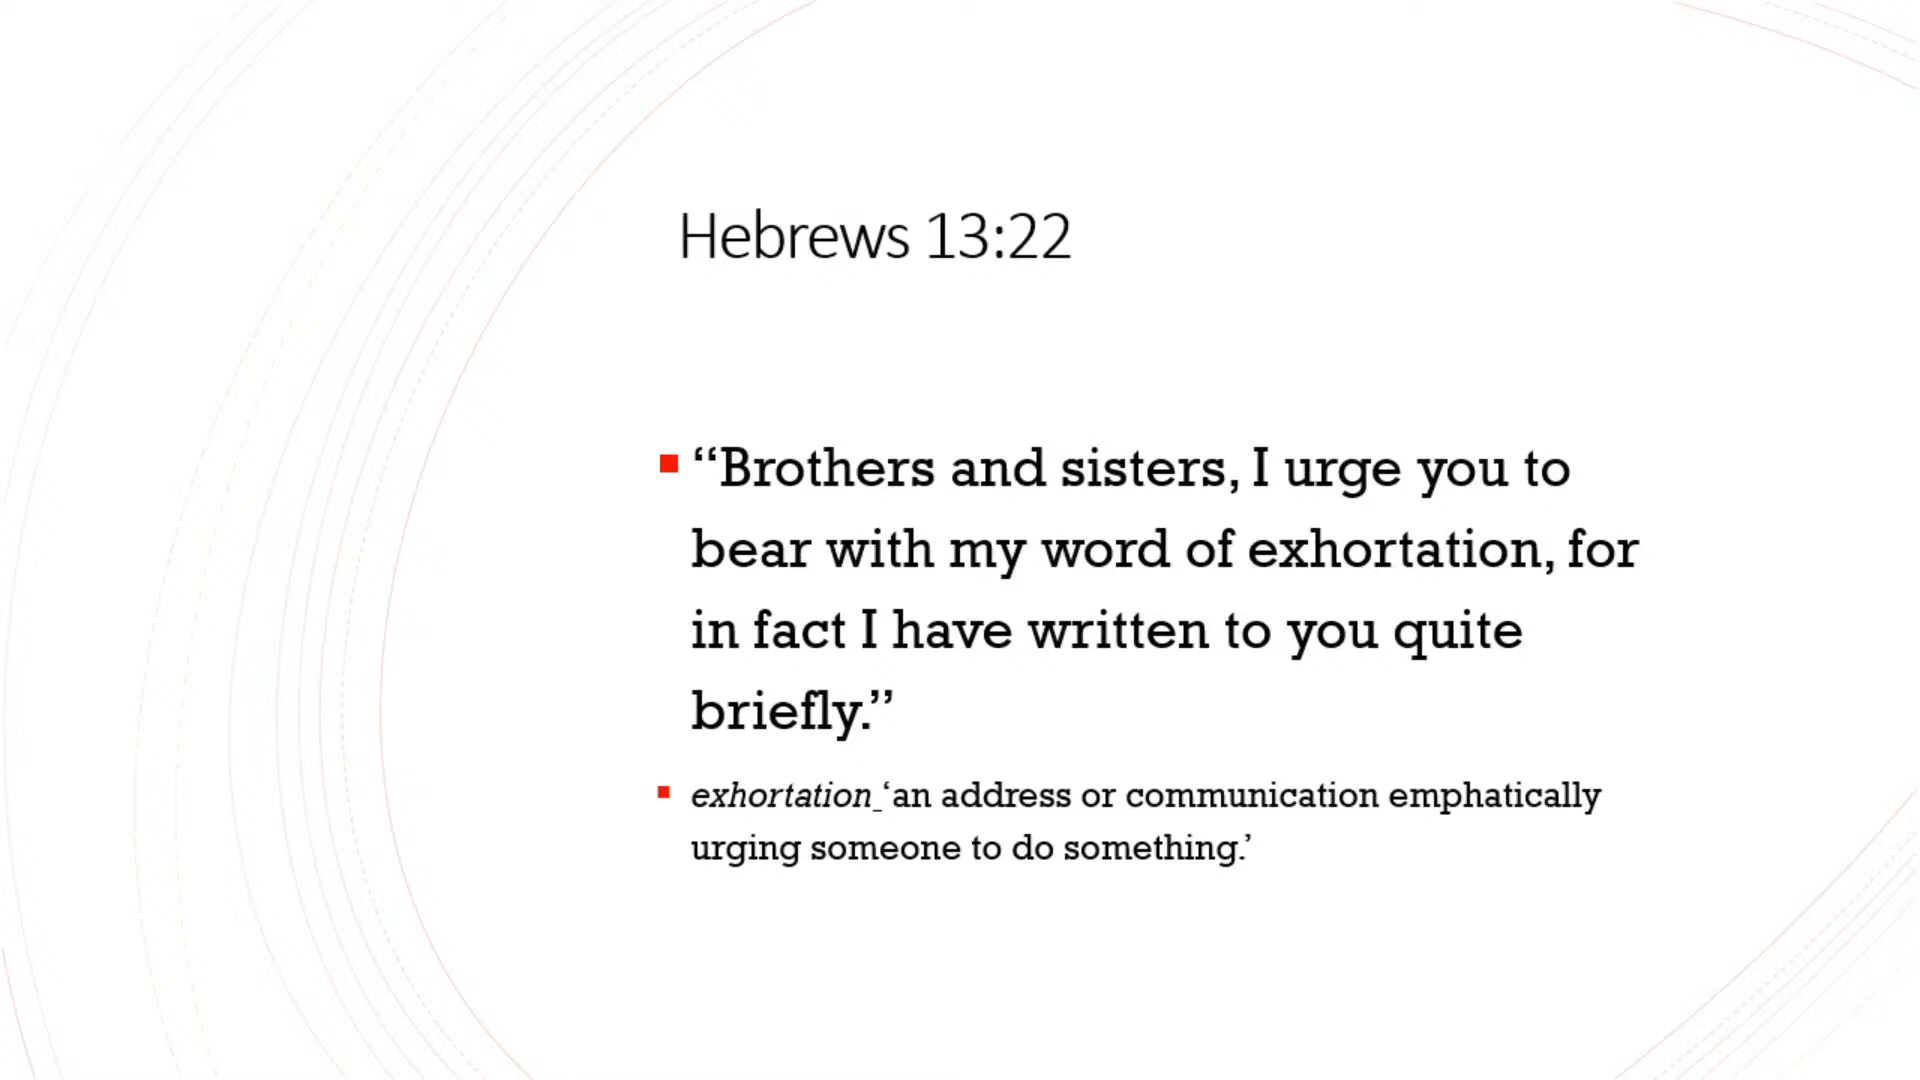 Hebrews 13:22
▪ “Brothers and sisters, I urge you to
bear with my word of exhortation, for
in fact I have written to you quite
briefly.”
▪ exhortation ‘an address or communication emphatically
urging someone to do something.’